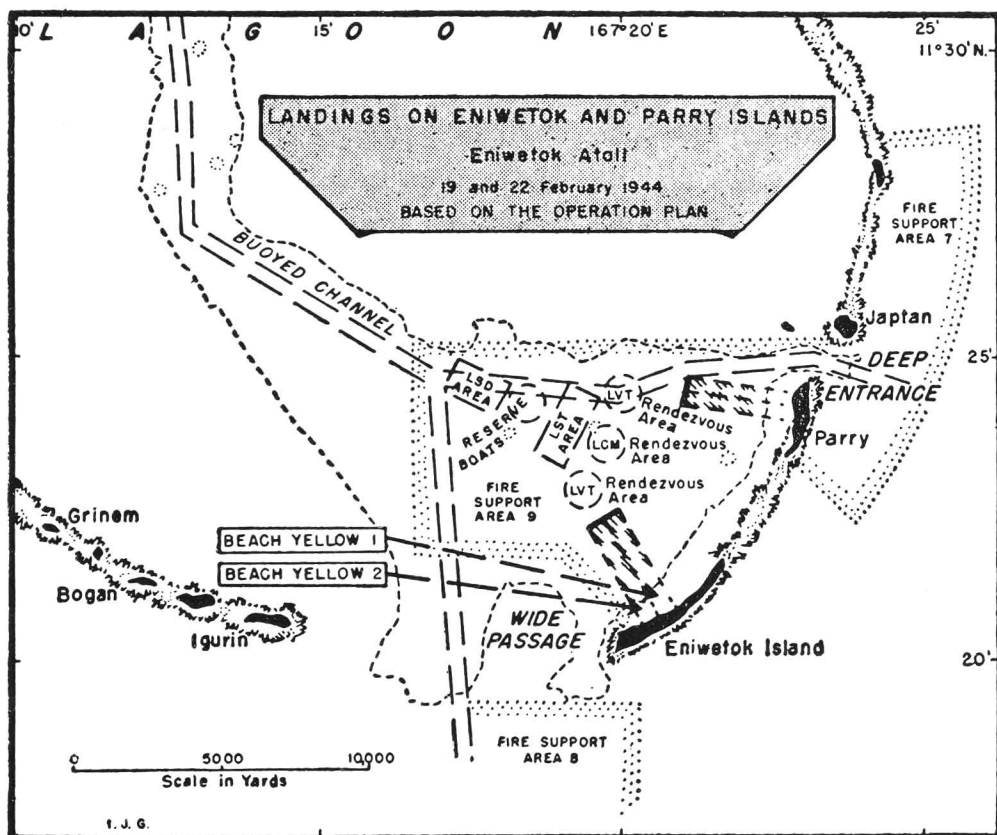 10' L A G O O N
15'
167°20'E
25'
11°30'N.
LANDINGS ON ENIWETOK AND PARRY ISLANDS
Eniwetok Atoll
19 and 22 February 1944
BASED ON THE OPERATION PLAN
FIRE
SUPPORT
AREA 7
BUOYED CHANNEL
Japtan
25'
DEEP
ENTRANCE
LSD
AREA
RESERVE
BOATS
LST
AREA
LVT
Rendezvous
Area
LCM
Rendezvous
Area
LVT
Rendezvous
Area
Parry
FIRE
SUPPORT
AREA 9
Grinem
Bogan
Igurin
BEACH YELLOW 1
BEACH YELLOW 2
WIDE
PASSAGE
Eniwetok Island
20'
FIRE SUPPORT
AREA 8
0 5000 10,000
Scale in Yards
t. J. G.